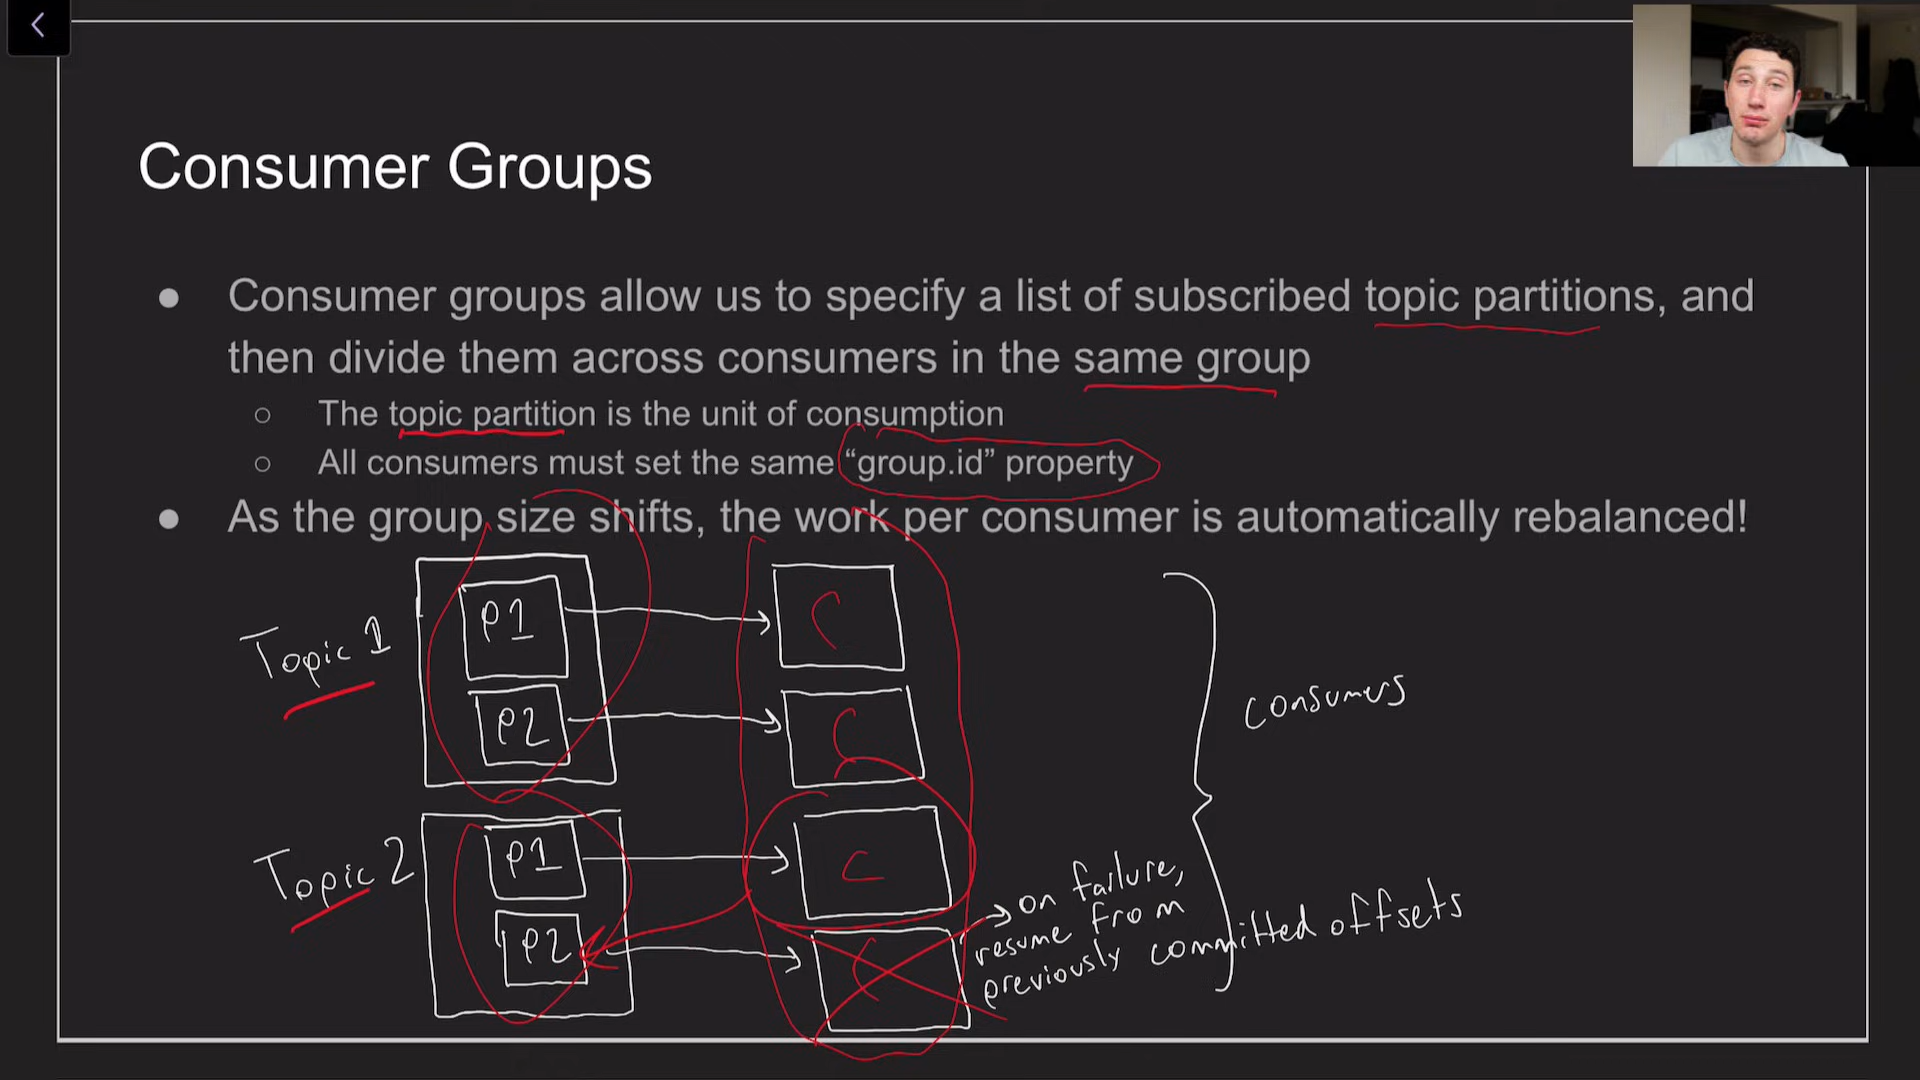 Consumer Groups
● Consumer groups allow us to specify a list of subscribed topic partitions, and
then divide them across consumers in the same group
○ The topic partition is the unit of consumption
○ All consumers must set the same “group.id” property
● As the group size shifts, the work per consumer is automatically rebalanced!
Topic 1
P1
C
P2
C
consumers
Topic 2
P1
C
P2
C
→ on failure,
resume from
previously committed offsets